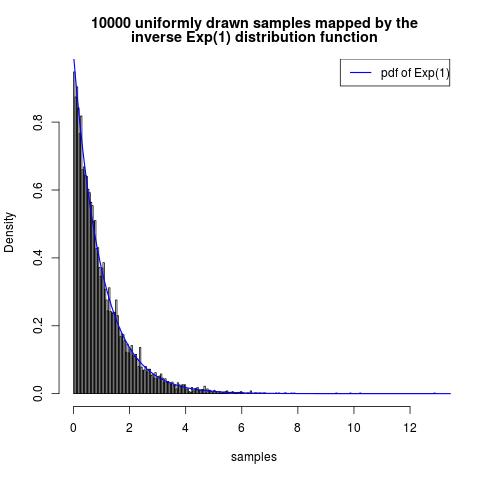 10000 uniformly drawn samples mapped by the
inverse Exp(1) distribution function
pdf of Exp(1)
Density
0.8
0.6
0.4
0.2
0.0
0 2 4 6 8 10 12
samples